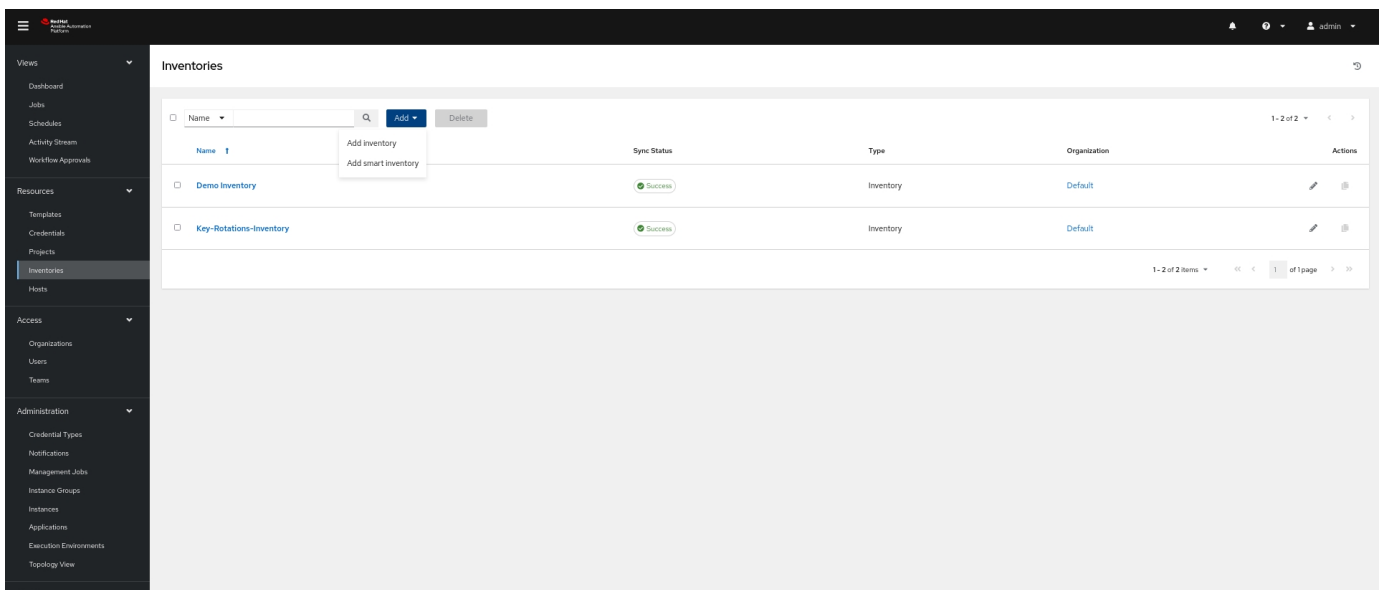 Red Hat
Ansible Automation
Platform
admin
Views
Dashboard
Jobs
Schedules
Activity Stream
Workflow Approvals
Resources
Templates
Credentials
Projects
Inventories
Hosts
Access
Organizations
Users
Teams
Administration
Credential Types
Notifications
Management Jobs
Instance Groups
Instances
Applications
Execution Environments
Topology View
Inventories
Name Add Delete 1 - 2 of 2
Add inventory
Add smart inventory
Name Sync Status Type Organization Actions
Demo Inventory Success Inventory Default
Key-Rotations-Inventory Success Inventory Default
1 - 2 of 2 items 1 of 1 page